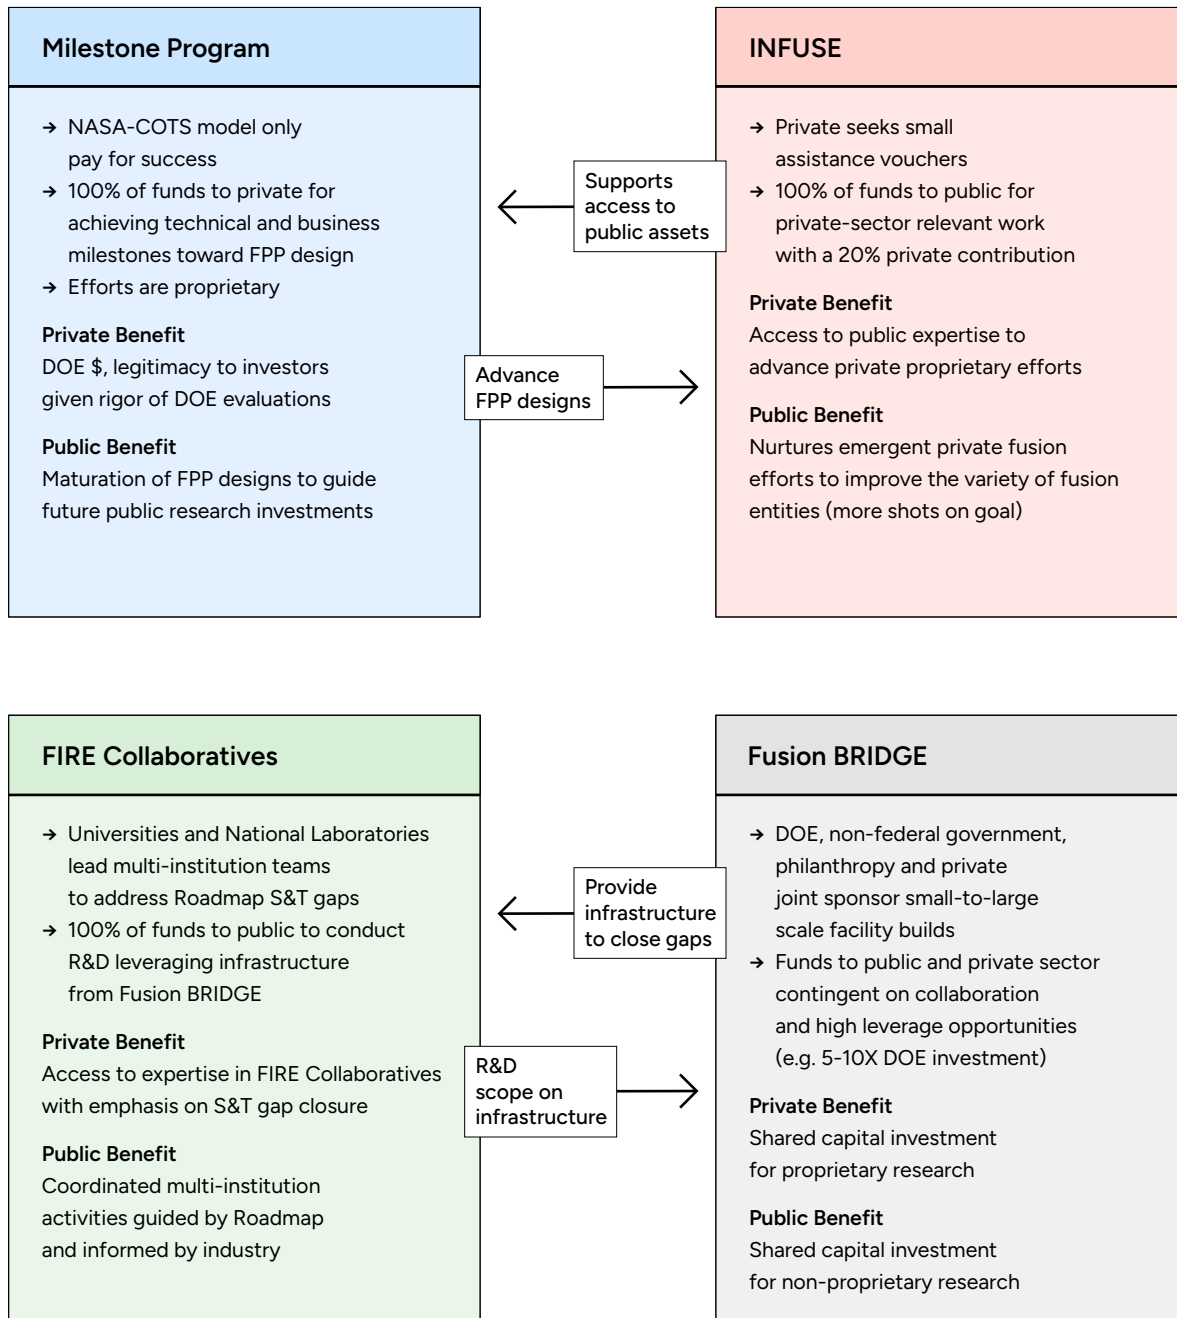 Milestone Program
→ NASA-COTS model only
pay for success
→ 100% of funds to private for
achieving technical and business
milestones toward FPP design
→ Efforts are proprietary
Private Benefit
DOE $, legitimacy to investors
given rigor of DOE evaluations
Public Benefit
Maturation of FPP designs to guide
future public research investments
Supports
access to
public assets
Advance
FPP designs
INFUSE
→ Private seeks small
assistance vouchers
→ 100% of funds to public for
private-sector relevant work
with a 20% private contribution
Private Benefit
Access to public expertise to
advance private proprietary efforts
Public Benefit
Nurtures emergent private fusion
efforts to improve the variety of fusion
entities (more shots on goal)
FIRE Collaboratives
→ Universities and National Laboratories
lead multi-institution teams
to address Roadmap S&T gaps
→ 100% of funds to public to conduct
R&D leveraging infrastructure
from Fusion BRIDGE
Private Benefit
Access to expertise in FIRE Collaboratives
with emphasis on S&T gap closure
Public Benefit
Coordinated multi-institution
activities guided by Roadmap
and informed by industry
Provide
infrastructure
to close gaps
R&D
scope on
infrastructure
Fusion BRIDGE
→ DOE, non-federal government,
philanthropy and private
joint sponsor small-to-large
scale facility builds
→ Funds to public and private sector
contingent on collaboration
and high leverage opportunities
(e.g. 5-10X DOE investment)
Private Benefit
Shared capital investment
for proprietary research
Public Benefit
Shared capital investment
for non-proprietary research